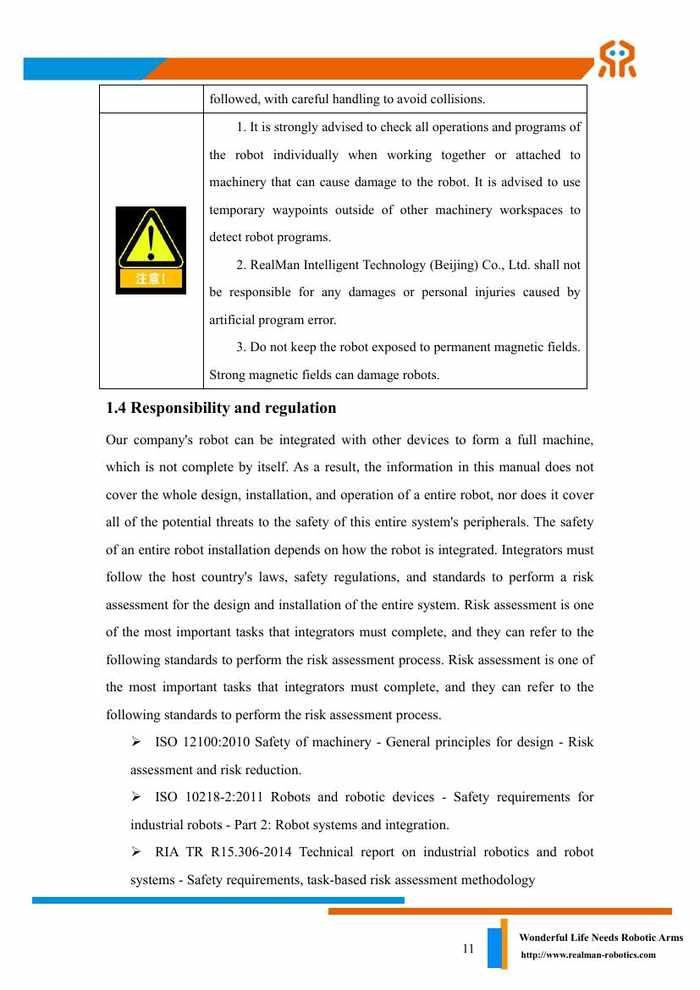 followed, with careful handling to avoid collisions.
注意!
1. It is strongly advised to check all operations and programs of
the robot individually when working together or attached to
machinery that can cause damage to the robot. It is advised to use
temporary waypoints outside of other machinery workspaces to
detect robot programs.
2. RealMan Intelligent Technology (Beijing) Co., Ltd. shall not
be responsible for any damages or personal injuries caused by
artificial program error.
3. Do not keep the robot exposed to permanent magnetic fields.
Strong magnetic fields can damage robots.
1.4 Responsibility and regulation
Our company's robot can be integrated with other devices to form a full machine,
which is not complete by itself. As a result, the information in this manual does not
cover the whole design, installation, and operation of a entire robot, nor does it cover
all of the potential threats to the safety of this entire system's peripherals. The safety
of an entire robot installation depends on how the robot is integrated. Integrators must
follow the host country's laws, safety regulations, and standards to perform a risk
assessment for the design and installation of the entire system. Risk assessment is one
of the most important tasks that integrators must complete, and they can refer to the
following standards to perform the risk assessment process. Risk assessment is one of
the most important tasks that integrators must complete, and they can refer to the
following standards to perform the risk assessment process.
➢ ISO 12100:2010 Safety of machinery - General principles for design - Risk
assessment and risk reduction.
➢ ISO 10218-2:2011 Robots and robotic devices - Safety requirements for
industrial robots - Part 2: Robot systems and integration.
➢ RIA TR R15.306-2014 Technical report on industrial robotics and robot
systems - Safety requirements, task-based risk assessment methodology
11
Wonderful Life Needs Robotic Arms
http://www.realman-robotics.com